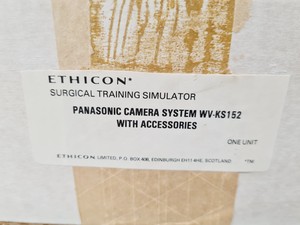 ETHICON*
SURGICAL TRAINING SIMULATOR
PANASONIC CAMERA SYSTEM WV-KS152
WITH ACCESSORIES
ONE UNIT
ETHICON LIMITED, P.O. BOX 408, EDINBURGH EH11 4HE, SCOTLAND